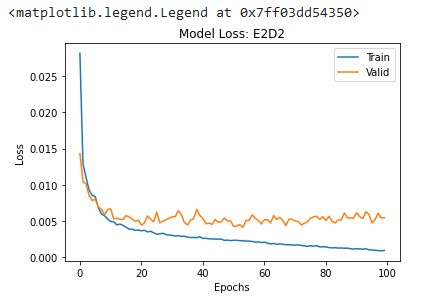 <matplotlib.legend.Legend at 0x7ff03dd54350>
Model Loss: E2D2
Train
Valid
0.025
0.020
0.015
0.010
0.005
0.000
Loss
0 20 40 60 80 100
Epochs